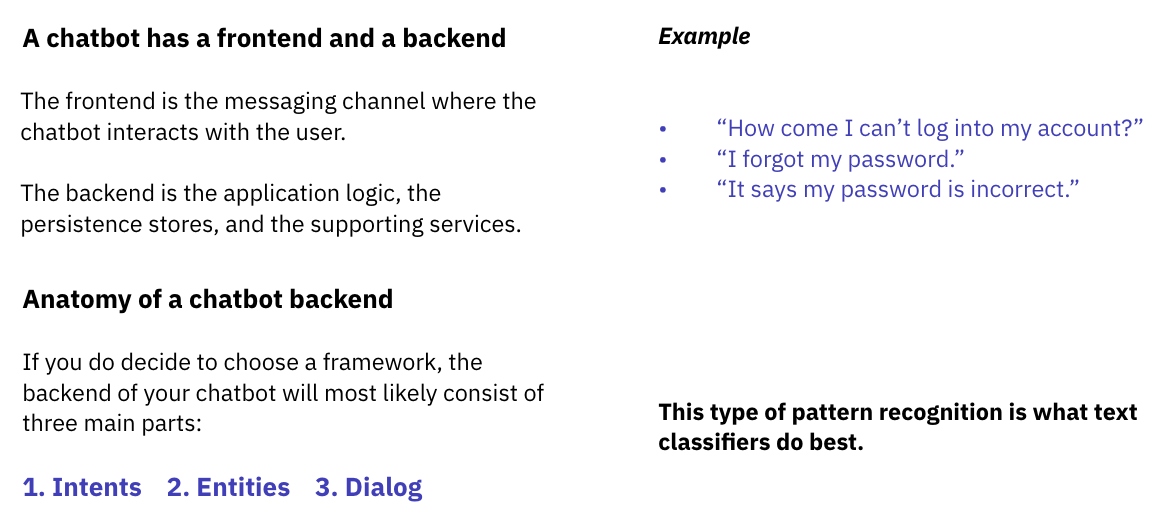 A chatbot has a frontend and a backend
The frontend is the messaging channel where the
chatbot interacts with the user.
The backend is the application logic, the
persistence stores, and the supporting services.
Anatomy of a chatbot backend
If you do decide to choose a framework, the
backend of your chatbot will most likely consist of
three main parts:
1. Intents 2. Entities 3. Dialog
Example
• “How come I can’t log into my account?”
• “I forgot my password.”
• “It says my password is incorrect.”
This type of pattern recognition is what text
classifiers do best.